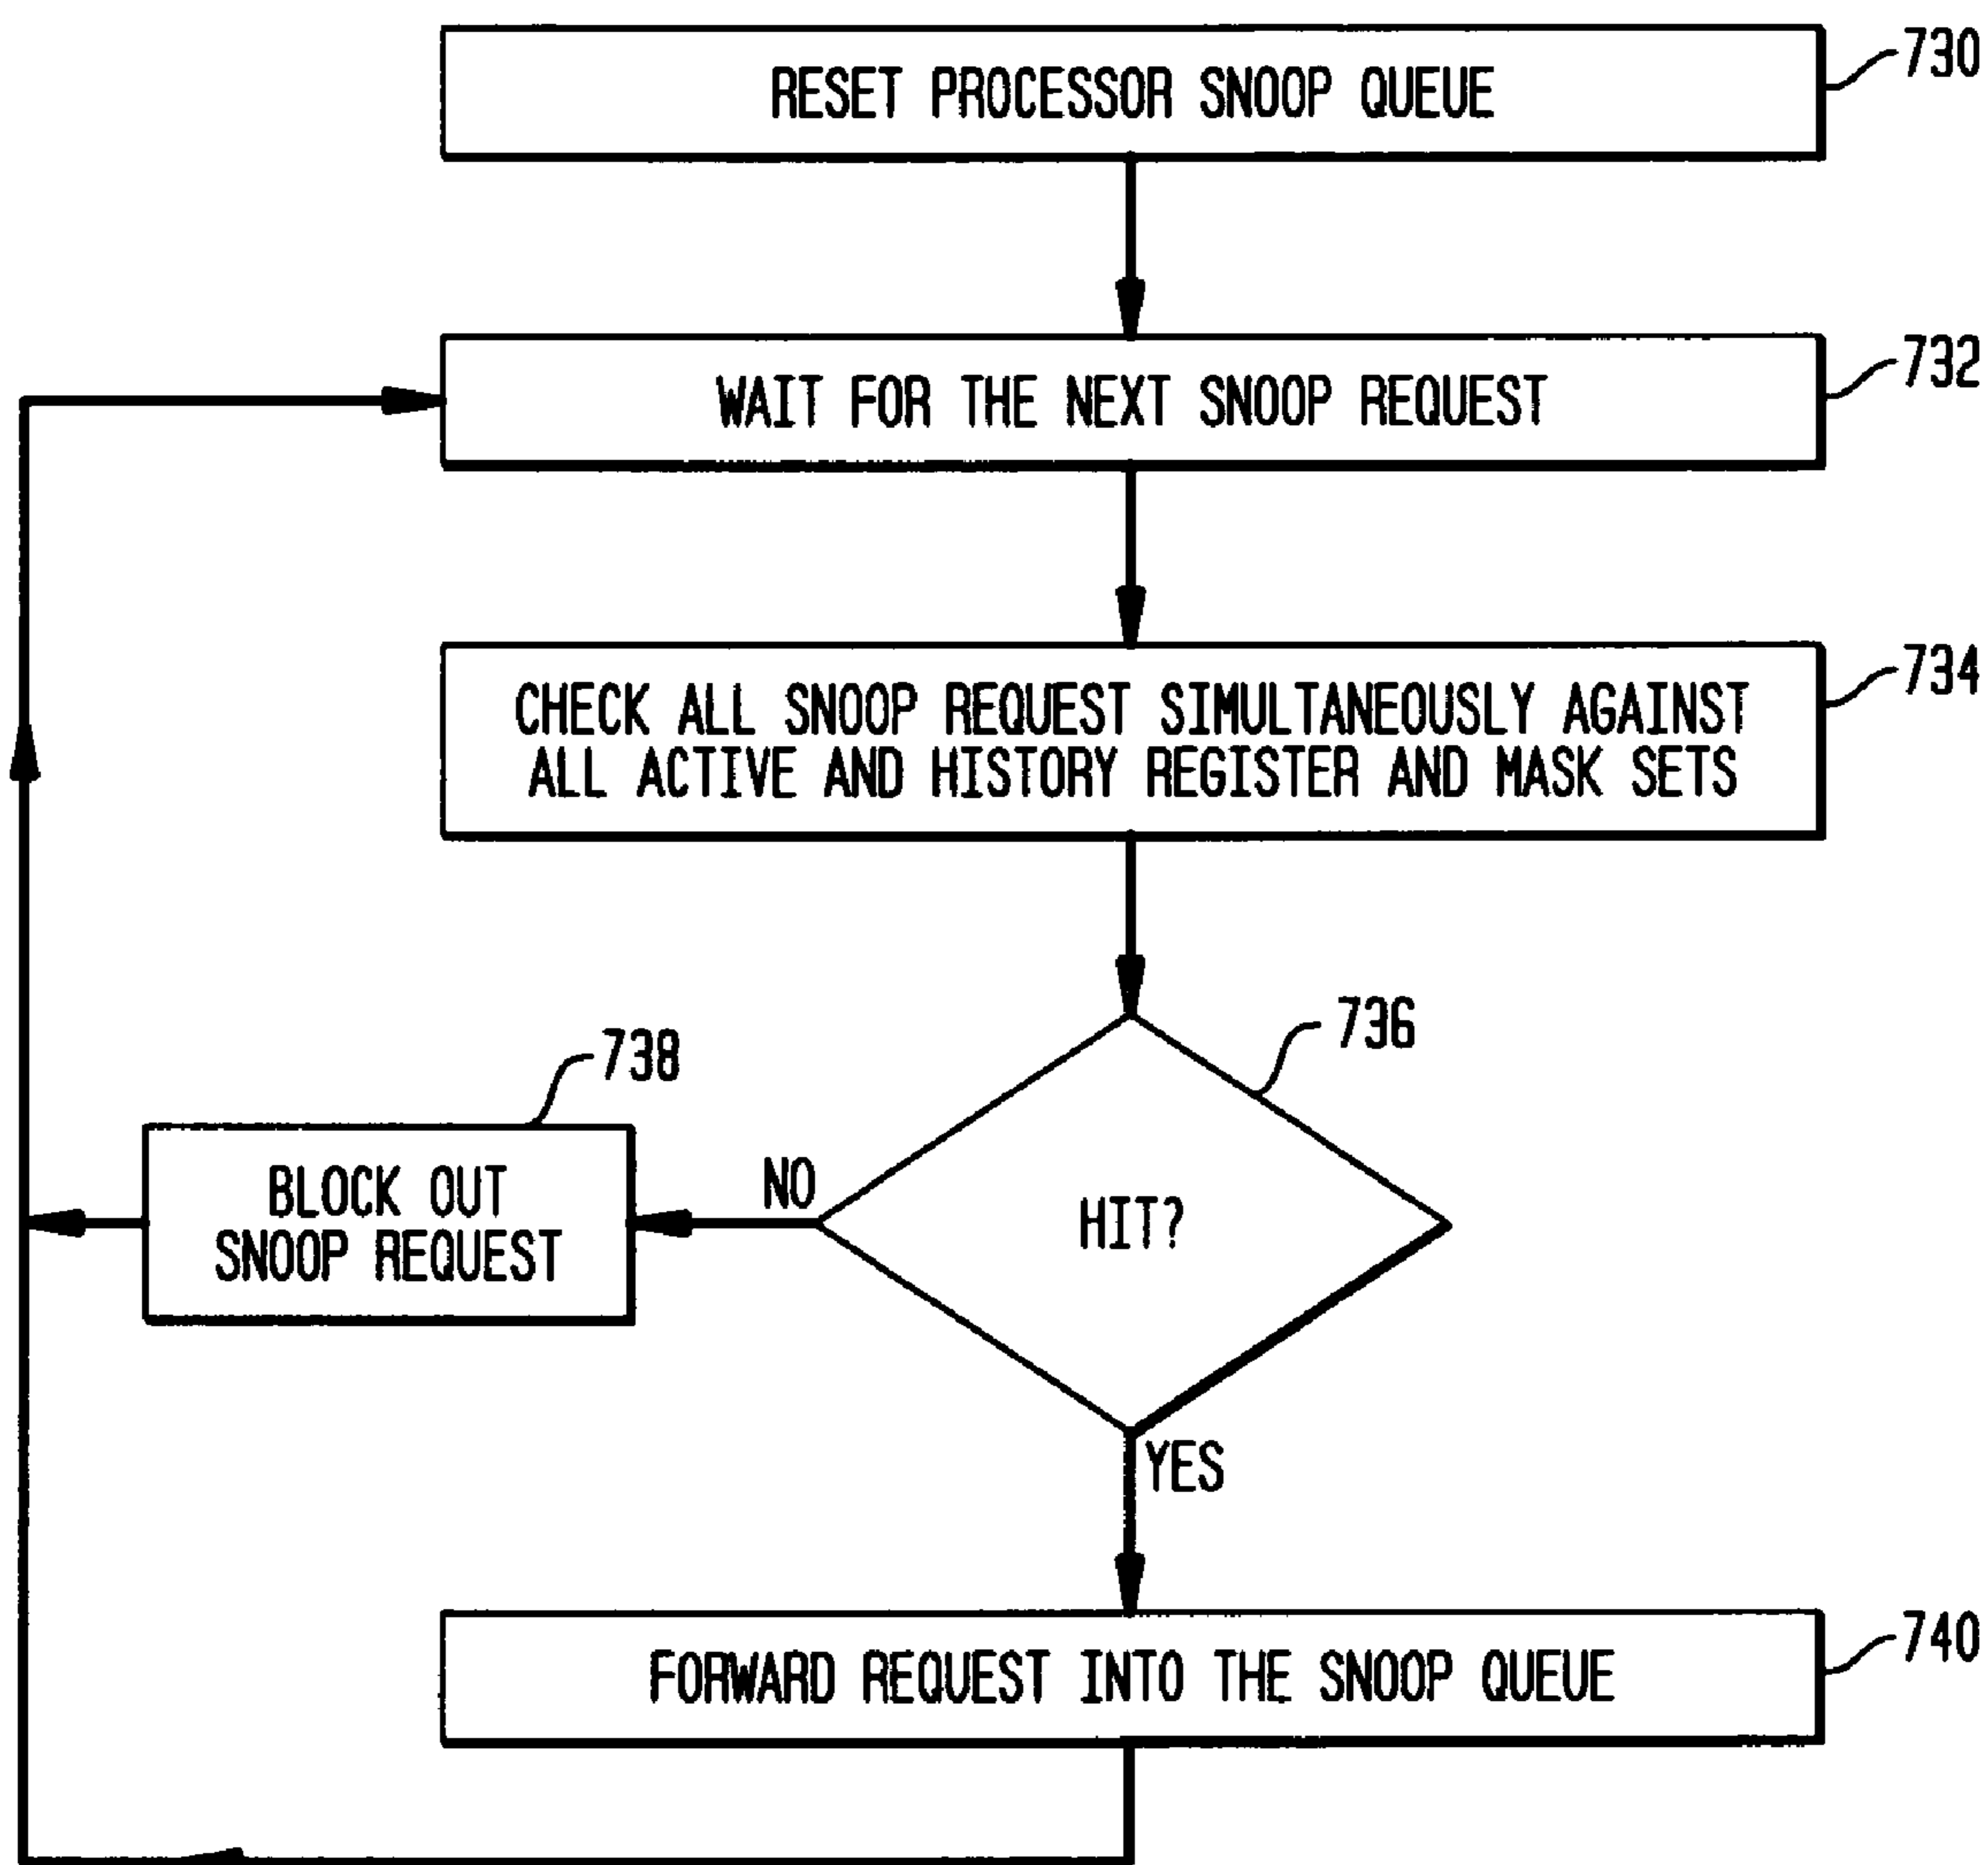 RESET PROCESSOR SNOOP QUEUE
730
WAIT FOR THE NEXT SNOOP REQUEST
732
CHECK ALL SNOOP REQUEST SIMULTANEOUSLY AGAINST
ALL ACTIVE AND HISTORY REGISTER AND MASK SETS
734
736
HIT?
NO
738
BLOCK OUT
SNOOP REQUEST
YES
FORWARD REQUEST INTO THE SNOOP QUEUE
740